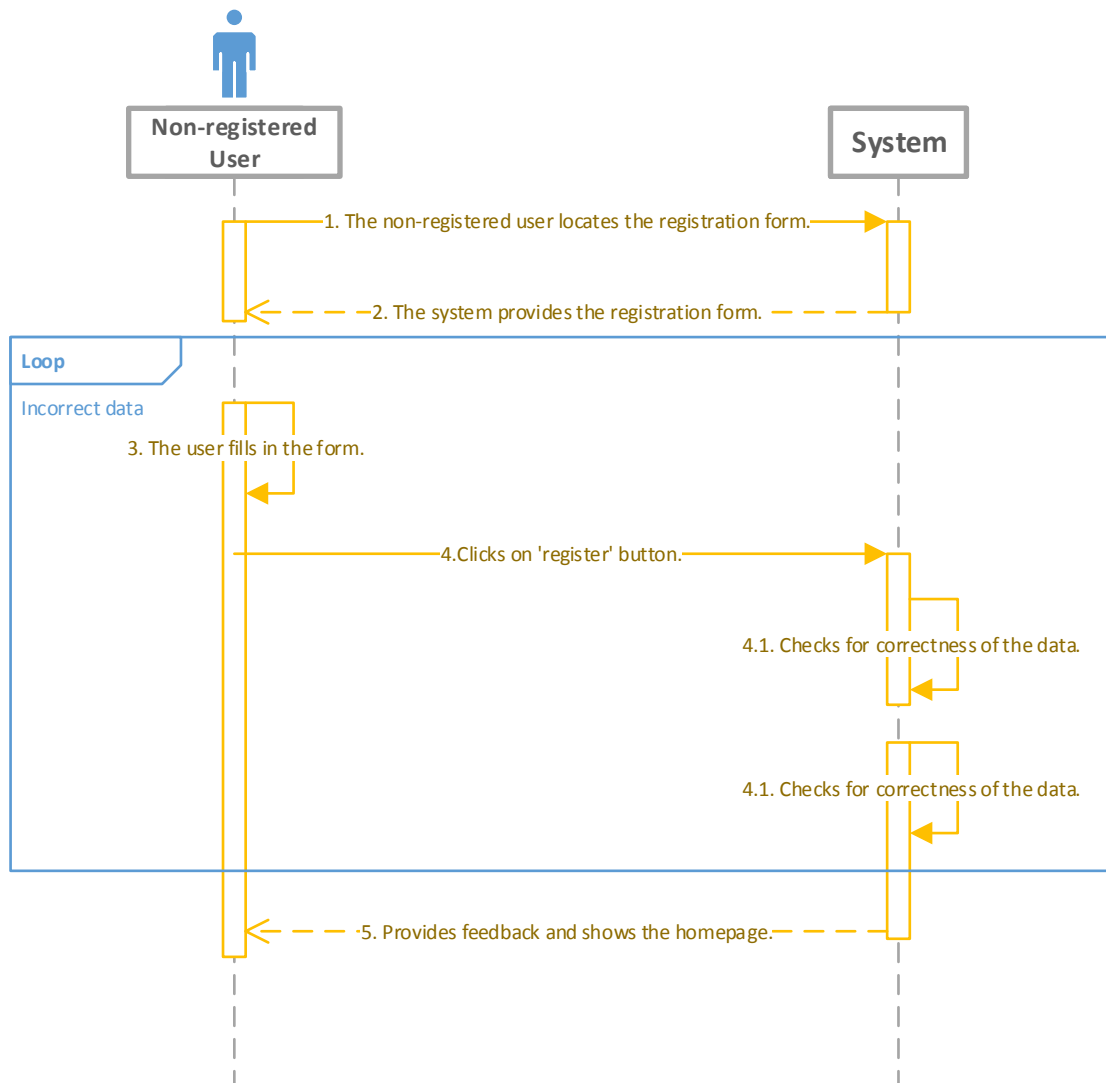 Non-registered
User
System
1. The non-registered user locates the registration form.
2. The system provides the registration form.
Loop
Incorrect data
3. The user fills in the form.
4.Clicks on 'register' button.
4.1. Checks for correctness of the data.
4.1. Checks for correctness of the data.
5. Provides feedback and shows the homepage.